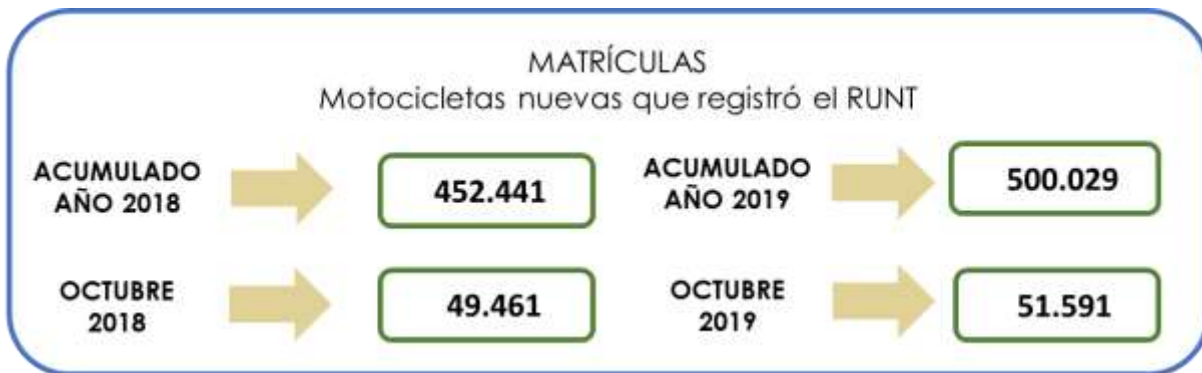 MATRÍCULAS
Motocicletas nuevas que registró el RUNT
ACUMULADO
AÑO 2018
452.441
ACUMULADO
AÑO 2019
500.029
OCTUBRE
2018
49.461
OCTUBRE
2019
51.591